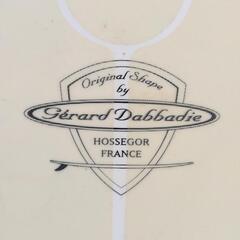 Original Shape
by
Gérard Dabbadie
HOSSEGOR
FRANCE